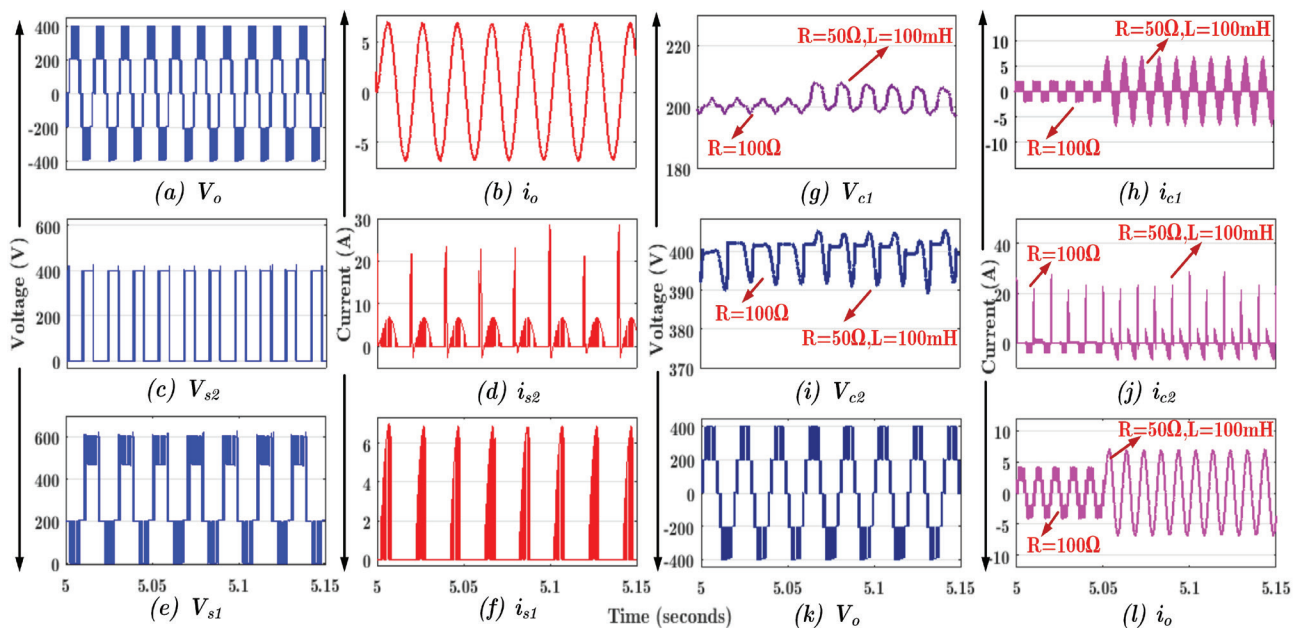 400
200
0
-200
-400
(a) Vo
5
0
-5
(b) io
220
200
180
R=50Ω,L=100mH
R=100Ω
(g) Vc1
15
10
5
0
-5
-10
R=50Ω,L=100mH
R=100Ω
(h) ic1
Voltage (V)
600
400
200
0
(c) Vs2
Current (A)
30
20
10
0
(d) is2
Voltage (V)
400
390
380
370
R=100Ω
R=50Ω,L=100mH
(i) Vc2
Current (A)
40
20
0
R=100Ω
R=50Ω,L=100mH
(j) ic2
600
400
200
0
5 5.05 5.1 5.15
(e) Vs1
6
4
2
0
5 5.05 5.1 5.15
(f) is1
400
200
0
-200
-400
5 5.05 5.1 5.15
(k) Vo
10
5
0
-5
-10
R=50Ω,L=100mH
R=100Ω
5 5.05 5.1 5.15
(l) io
Time (seconds)